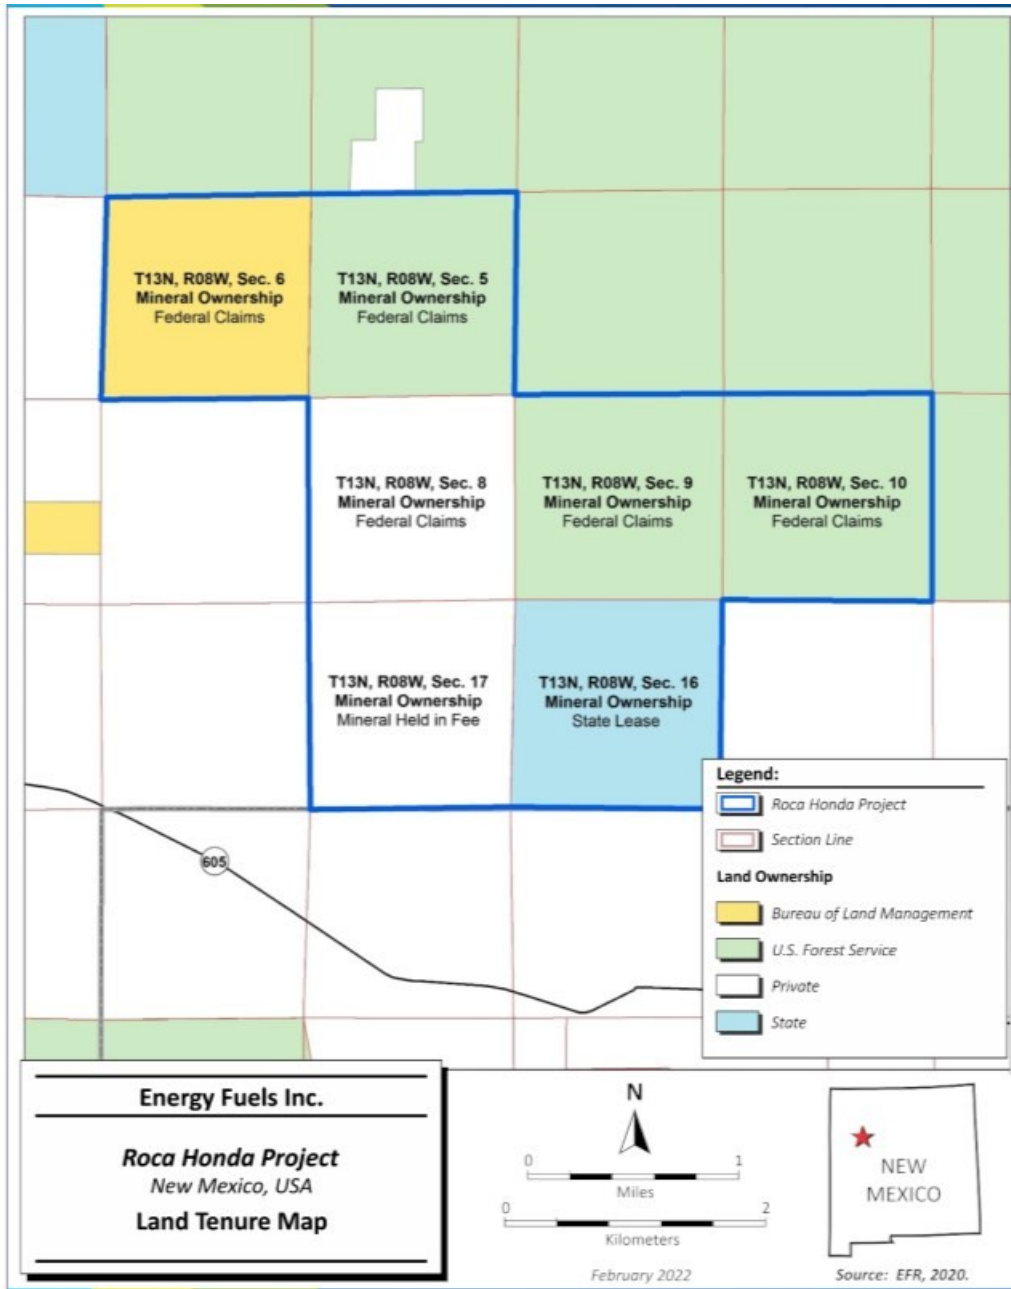 T13N, R08W, Sec. 6
Mineral Ownership
Federal Claims
T13N, R08W, Sec. 5
Mineral Ownership
Federal Claims
T13N, R08W, Sec. 8
Mineral Ownership
Federal Claims
T13N, R08W, Sec. 9
Mineral Ownership
Federal Claims
T13N, R08W, Sec. 10
Mineral Ownership
Federal Claims
T13N, R08W, Sec. 17
Mineral Ownership
Mineral Held in Fee
T13N, R08W, Sec. 16
Mineral Ownership
State Lease
605
Legend:
Roca Honda Project
Section Line
Land Ownership
Bureau of Land Management
U.S. Forest Service
Private
State
Energy Fuels Inc.
Roca Honda Project
New Mexico, USA
Land Tenure Map
N
0 1
Miles
0 2
Kilometers
February 2022
NEW
MEXICO
Source: EFR, 2020.